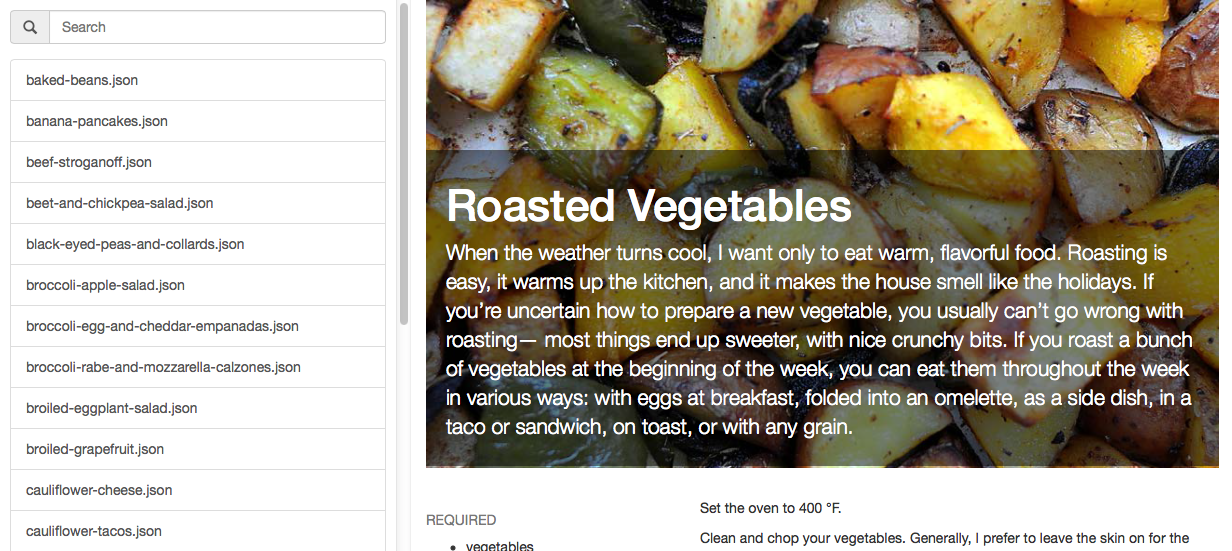 Search
baked-beans.json
banana-pancakes.json
beef-stroganoff.json
beet-and-chickpea-salad.json
black-eyed-peas-and-collards.json
broccoli-apple-salad.json
broccoli-egg-and-cheddar-empanadas.json
broccoli-rabe-and-mozzarella-calzones.json
broiled-eggplant-salad.json
broiled-grapefruit.json
cauliflower-cheese.json
cauliflower-tacos.json
Roasted Vegetables
When the weather turns cool, I want only to eat warm, flavorful food. Roasting is
easy, it warms up the kitchen, and it makes the house smell like the holidays. If
you’re uncertain how to prepare a new vegetable, you usually can’t go wrong with
roasting— most things end up sweeter, with nice crunchy bits. If you roast a bunch
of vegetables at the beginning of the week, you can eat them throughout the week
in various ways: with eggs at breakfast, folded into an omelette, as a side dish, in a
taco or sandwich, on toast, or with any grain.
REQUIRED
• vegetables
Set the oven to 400 °F.
Clean and chop your vegetables. Generally, I prefer to leave the skin on for the